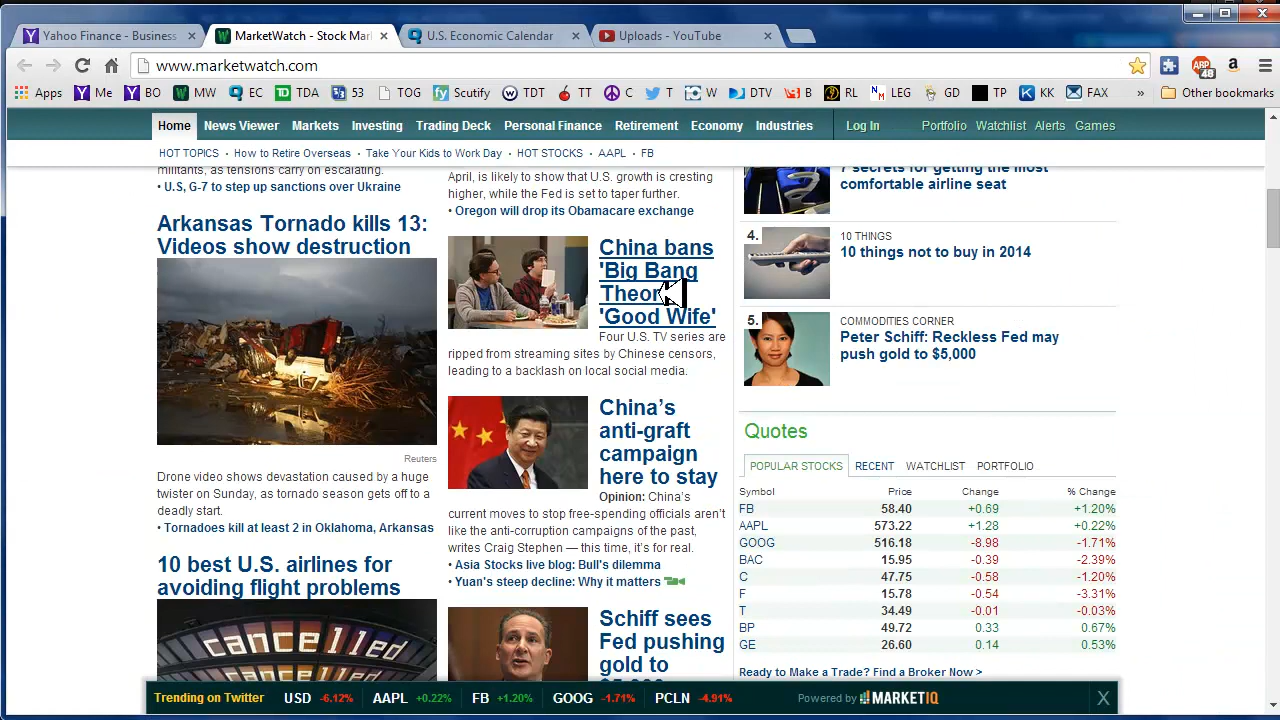 Yahoo Finance - Business
MarketWatch - Stock Mar
U.S. Economic Calendar
Uploads - YouTube
www.marketwatch.com
ABP
48
Apps
Me
BO
MW
EC
TDA
53
TOG
Scutify
TDT
TT
C
T
W
DTV
B
RL
LEG
GD
TP
KK
FAX
»
Other bookmarks
Home
News Viewer
Markets
Investing
Trading Deck
Personal Finance
Retirement
Economy
Industries
Log In
Portfolio
Watchlist
Alerts
Games
HOT TOPICS
How to Retire Overseas
Take Your Kids to Work Day
HOT STOCKS
AAPL
FB
militants, as tensions carry on escalating.
• U.S, G-7 to step up sanctions over Ukraine
Arkansas Tornado kills 13:
Videos show destruction
Reuters
Drone video shows devastation caused by a huge
twister on Sunday, as tornado season gets off to a
deadly start.
• Tornadoes kill at least 2 in Oklahoma, Arkansas
10 best U.S. airlines for
avoiding flight problems
cancelled
cancelled
April, is likely to show that U.S. growth is cresting
higher, while the Fed is set to taper further.
• Oregon will drop its Obamacare exchange
China bans
'Big Bang
Theor
'Good Wife'
Four U.S. TV series are
ripped from streaming sites by Chinese censors,
leading to a backlash on local social media.
China's
anti-graft
campaign
here to stay
Opinion: China's
current moves to stop free-spending officials aren't
like the anti-corruption campaigns of the past,
writes Craig Stephen — this time, it's for real.
• Asia Stocks live blog: Bull's dilemma
• Yuan's steep decline: Why it matters
Schiff sees
Fed pushing
gold to
$5,000
7 secrets for getting the most
comfortable airline seat
4.
10 THINGS
10 things not to buy in 2014
5.
COMMODITIES CORNER
Peter Schiff: Reckless Fed may
push gold to $5,000
Quotes
POPULAR STOCKS RECENT WATCHLIST PORTFOLIO
Symbol Price Change % Change
FB 58.40 +0.69 +1.20%
AAPL 573.22 +1.28 +0.22%
GOOG 516.18 -8.98 -1.71%
BAC 15.95 -0.39 -2.39%
C 47.75 -0.58 -1.20%
F 15.78 -0.54 -3.31%
T 34.49 -0.01 -0.03%
BP 49.72 0.33 0.67%
GE 26.60 0.14 0.53%
Ready to Make a Trade? Find a Broker Now >
Trending on Twitter USD -6.12% AAPL +0.22% FB +1.20% GOOG -1.71% PCLN -4.91% Powered by MARKETIQ X